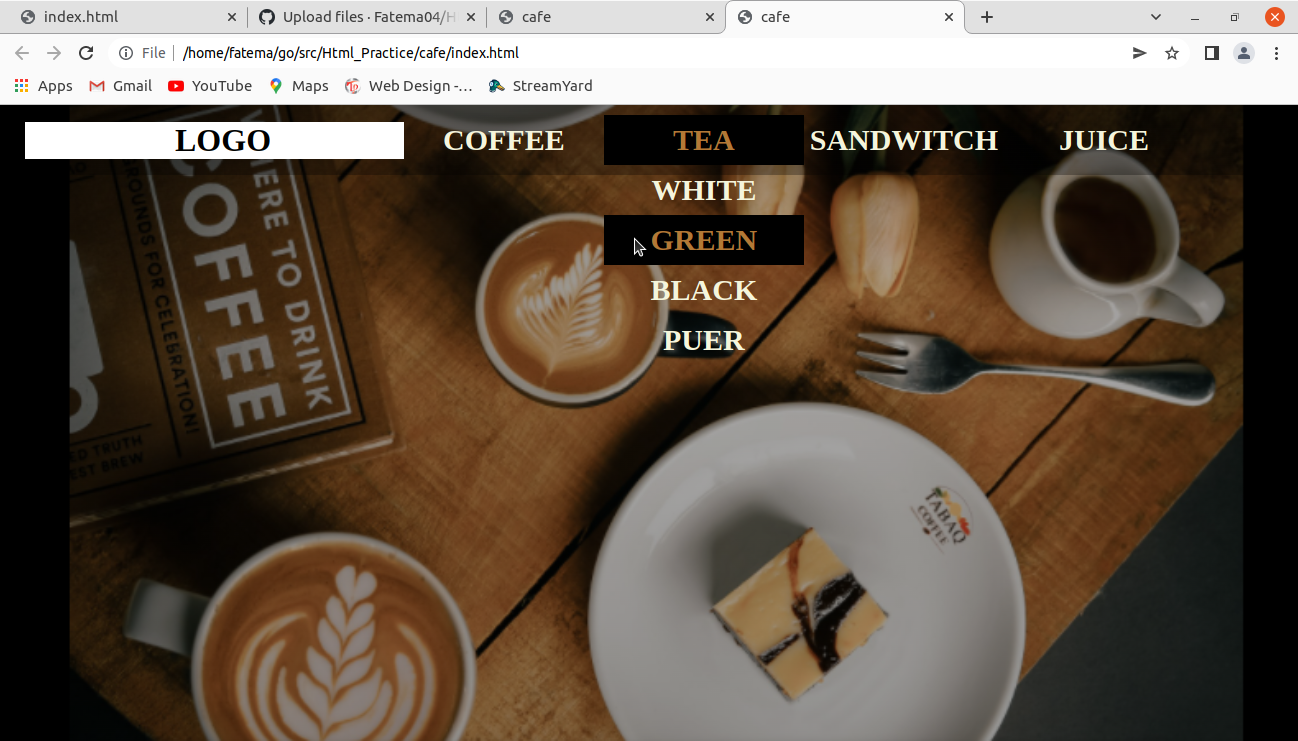 index.html
Upload files · Fatema04/H
cafe
cafe
File
/home/fatema/go/src/Html_Practice/cafe/index.html
Apps
Gmail
YouTube
Maps
Web Design -…
StreamYard
LOGO
COFFEE
TEA
SANDWITCH
JUICE
WHITE
GREEN
BLACK
PUER
WHERE TO DRINK
COFFEE
ROUNDS FOR CELEBRATION!
TRUTH
EST BREW
TABAQ
COFFEE